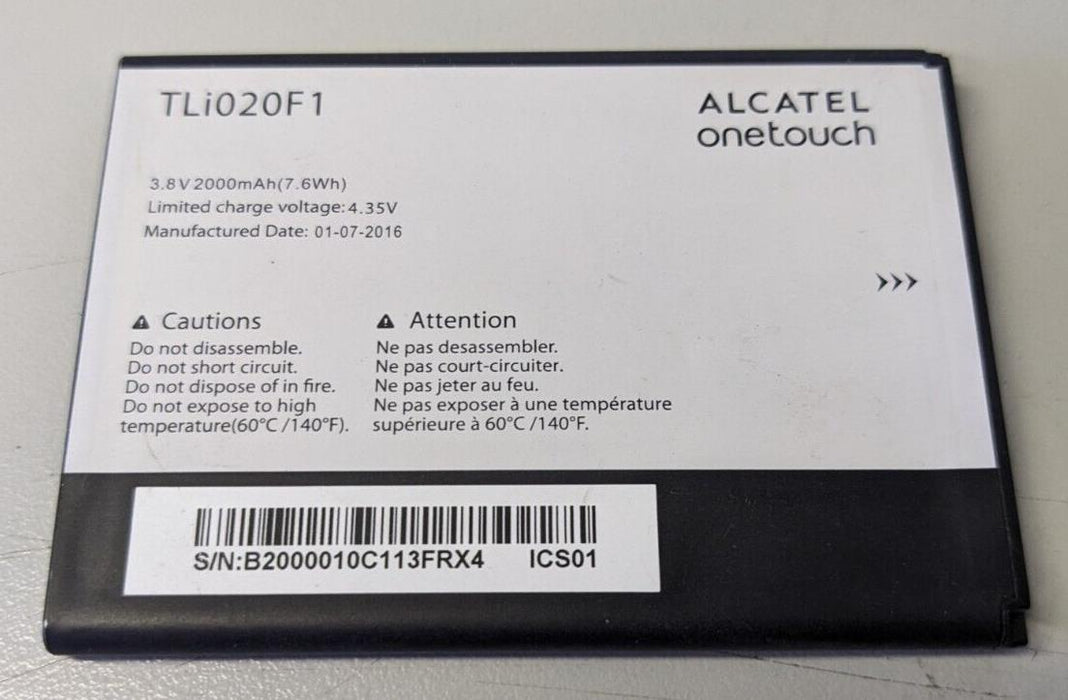 TLi020F1
ALCATEL
onetouch
3.8V 2000mAh(7.6Wh)
Limited charge voltage:4.35V
Manufactured Date: 01-07-2016
Cautions
Do not disassemble.
Do not short circuit.
Do not dispose of in fire.
Do not expose to high
temperature(60°C /140°F).
Attention
Ne pas desassembler.
Ne pas court-circuiter.
Ne pas jeter au feu.
Ne pas exposer à une température
supérieure à 60°C /140°F.
S/N:B2000010C113FRX4 ICS01